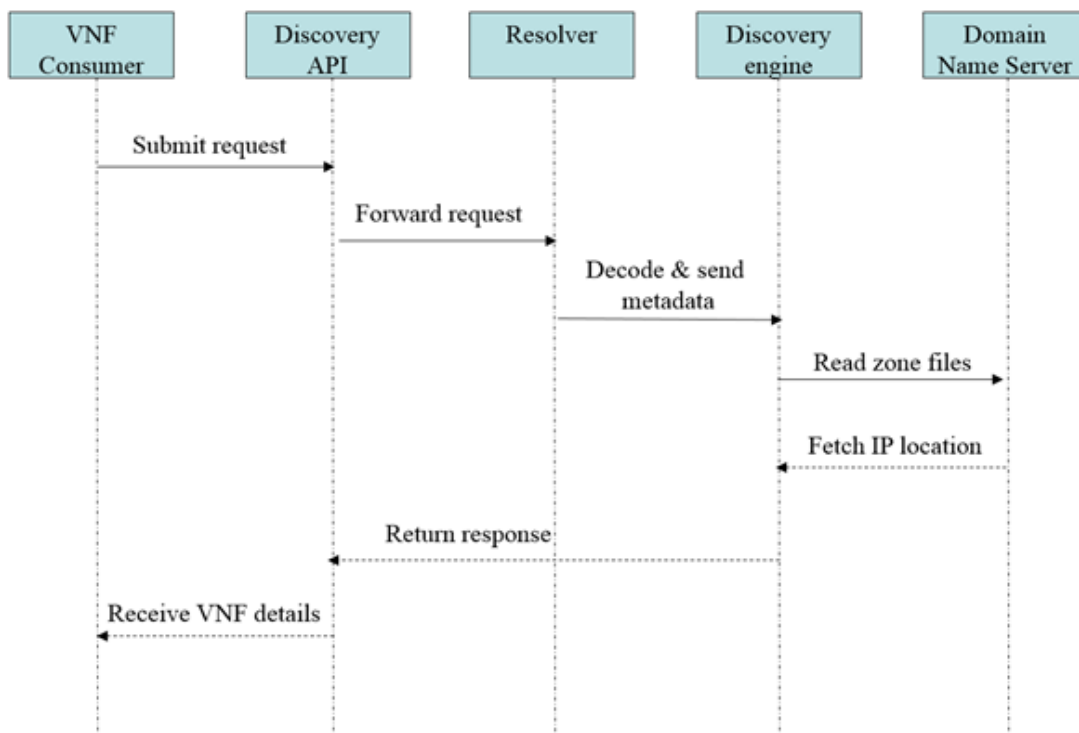 VNF
Consumer
Discovery
API
Resolver
Discovery
engine
Domain
Name Server
Submit request
Forward request
Decode & send
metadata
Read zone files
Fetch IP location
Return response
Receive VNF details